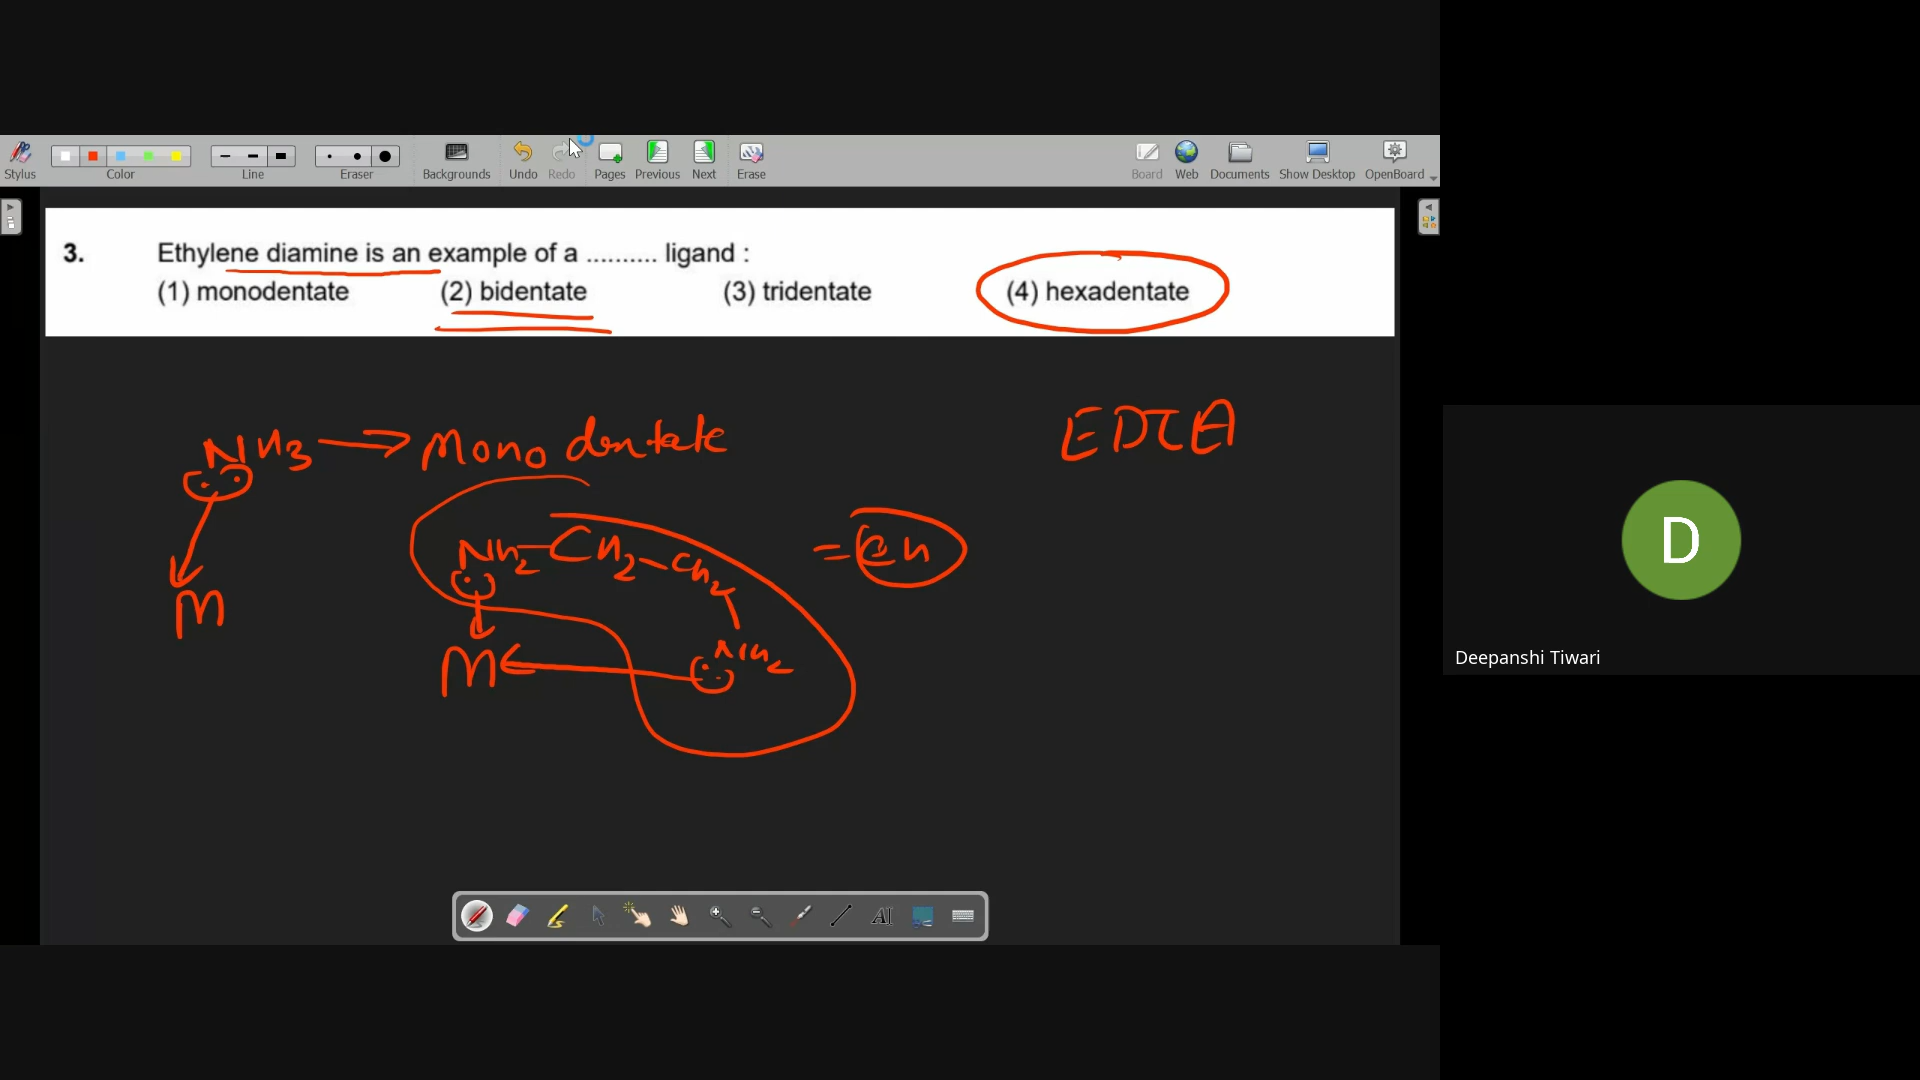 Stylus Color Line Eraser Backgrounds Undo Redo Pages Previous Next Erase Board Web Documents Show Desktop OpenBoard
3. Ethylene diamine is an example of a .......... ligand :
(1) monodentate (2) bidentate (3) tridentate (4) hexadentate
EDTA
NH3 → Mono dentate
NH2-CH2-CH2 = en
M
NH2
M
Deepanshi Tiwari
D
AI